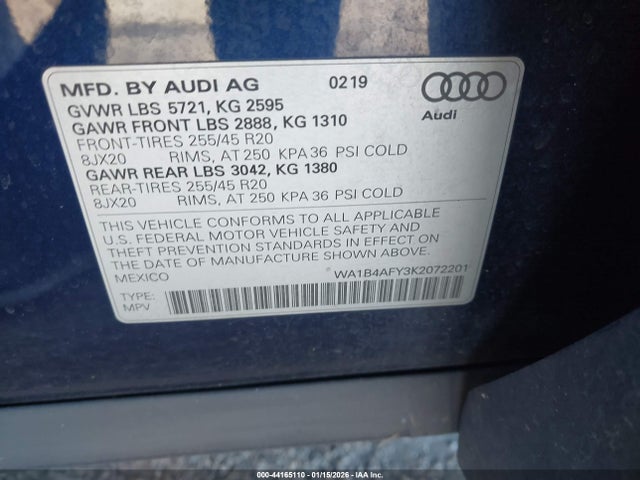 MFD. BY AUDI AG 0219
GVWR LBS 5721, KG 2595
GAWR FRONT LBS 2888, KG 1310
FRONT-TIRES 255/45 R20
8JX20 RIMS, AT 250 KPA 36 PSI COLD
GAWR REAR LBS 3042, KG 1380
REAR-TIRES 255/45 R20
8JX20 RIMS, AT 250 KPA 36 PSI COLD
Audi
THIS VEHICLE CONFORMS TO ALL APPLICABLE
U.S. FEDERAL MOTOR VEHICLE SAFETY AND
THEFT PREVENTION STANDARDS IN EFFECT ON
THE DATE OF MANUFACTURE SHOWN ABOVE.
MEXICO WA1B4AFY3K2072201
TYPE:
MPV
000-44165110 | 01/15/2026 | IAA Inc.